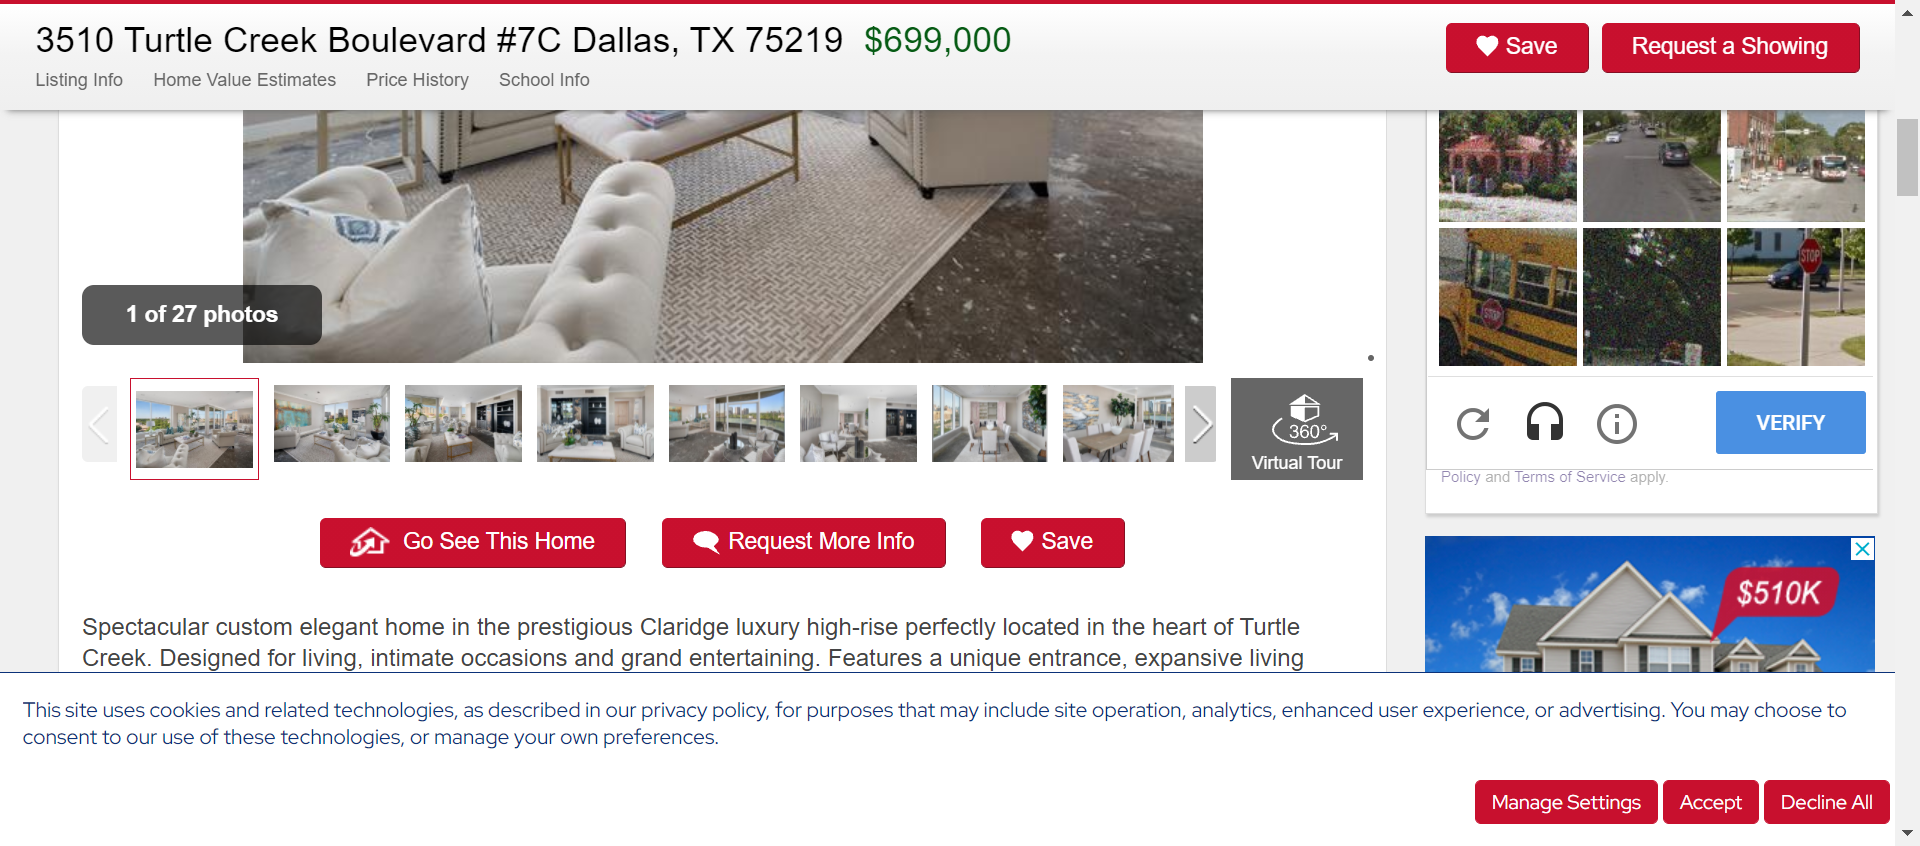 3510 Turtle Creek Boulevard #7C Dallas, TX 75219 $699,000
Save
Request a Showing
Listing Info Home Value Estimates Price History School Info
1 of 27 photos
STOP
STOP
360°
Virtual Tour
VERIFY
Policy and Terms of Service apply.
Go See This Home
Request More Info
Save
$510K
Spectacular custom elegant home in the prestigious Claridge luxury high-rise perfectly located in the heart of Turtle
Creek. Designed for living, intimate occasions and grand entertaining. Features a unique entrance, expansive living
This site uses cookies and related technologies, as described in our privacy policy, for purposes that may include site operation, analytics, enhanced user experience, or advertising. You may choose to
consent to our use of these technologies, or manage your own preferences.
Manage Settings
Accept
Decline All